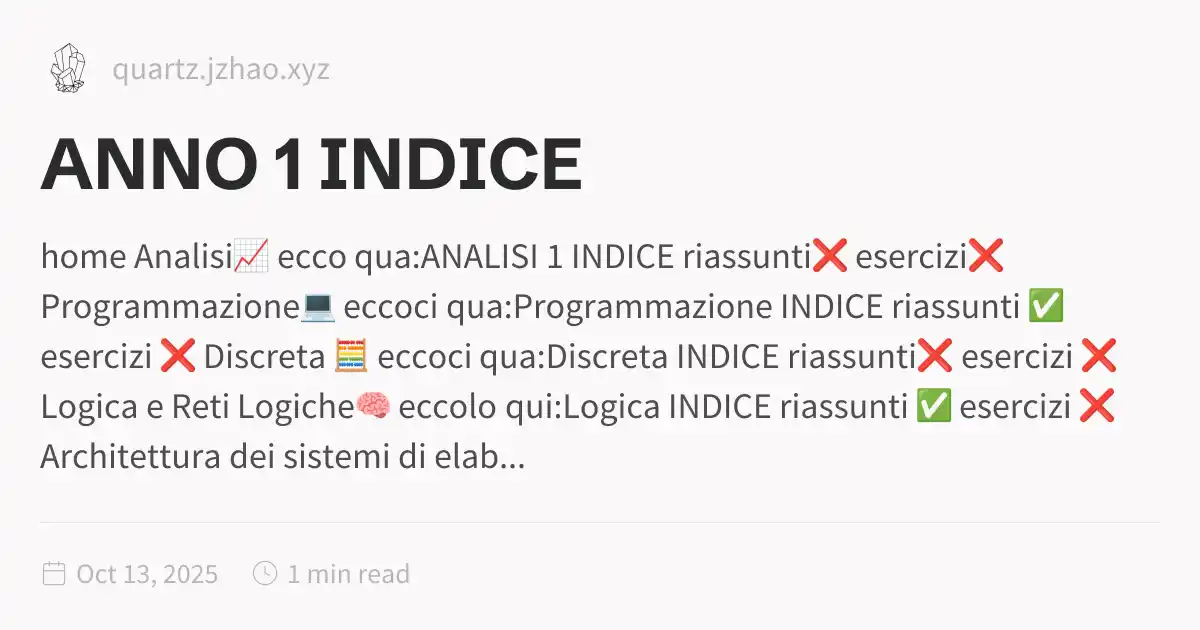 quartz.jzhao.xyz
ANNO 1 INDICE
home Analisi📈 ecco qua:ANALISI 1 INDICE riassunti❌ esercizi❌
Programmazione💻 eccoci qua:Programmazione INDICE riassunti ✅
esercizi ❌ Discreta 🧮 eccoci qua:Discreta INDICE riassunti❌ esercizi ❌
Logica e Reti Logiche🧠 eccolo qui:Logica INDICE riassunti ✅ esercizi ❌
Architettura dei sistemi di elab...
Oct 13, 2025
1 min read